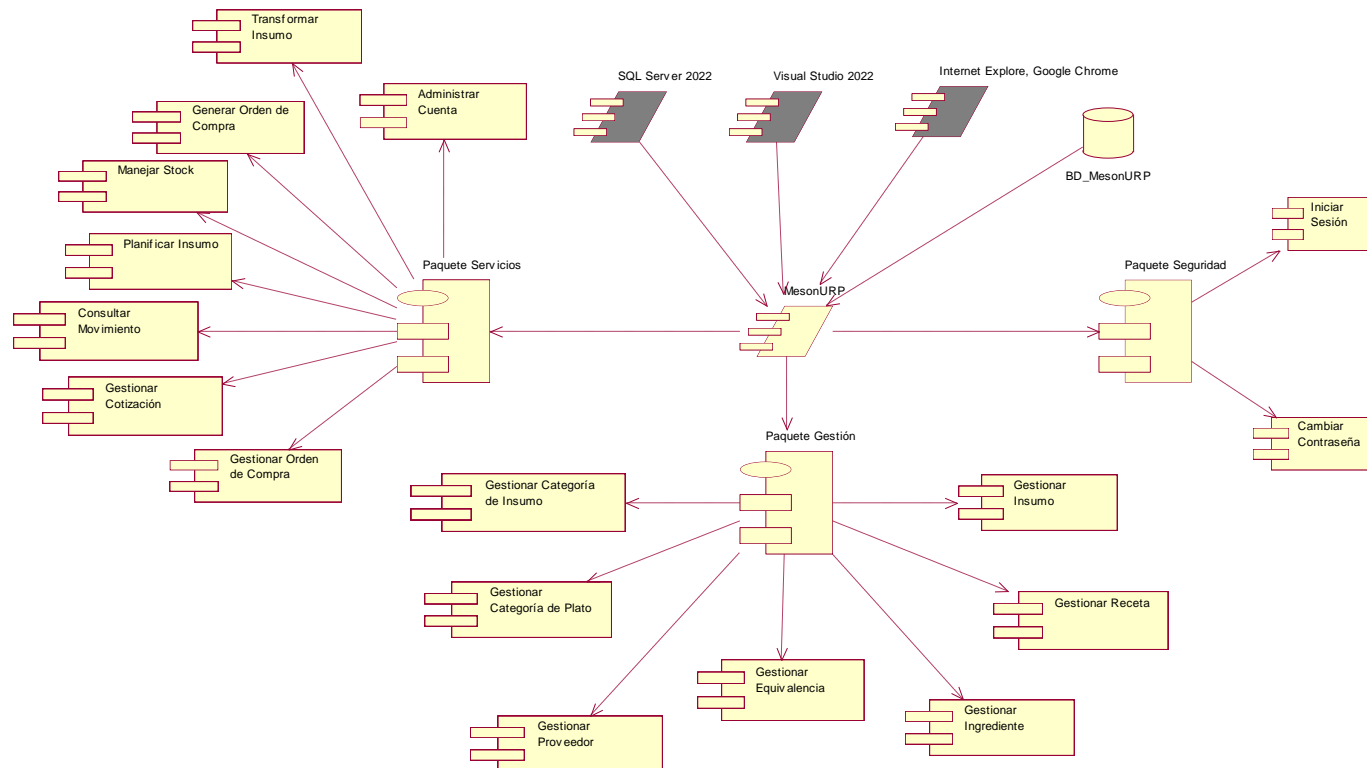 Transformar
Insumo
SQL Server 2022
Visual Studio 2022
Internet Explore, Google Chrome
Administrar
Cuenta
Generar Orden de
Compra
Manejar Stock
BD_MesonURP
Iniciar
Sesión
Planificar Insumo
Paquete Servicios
Paquete Seguridad
MesonURP
Consultar
Movimiento
Gestionar
Cotización
Cambiar
Contraseña
Paquete Gestión
Gestionar Orden
de Compra
Gestionar Categoría
de Insumo
Gestionar
Insumo
Gestionar
Categoría de Plato
Gestionar Receta
Gestionar
Equivalencia
Gestionar
Ingrediente
Gestionar
Proveedor